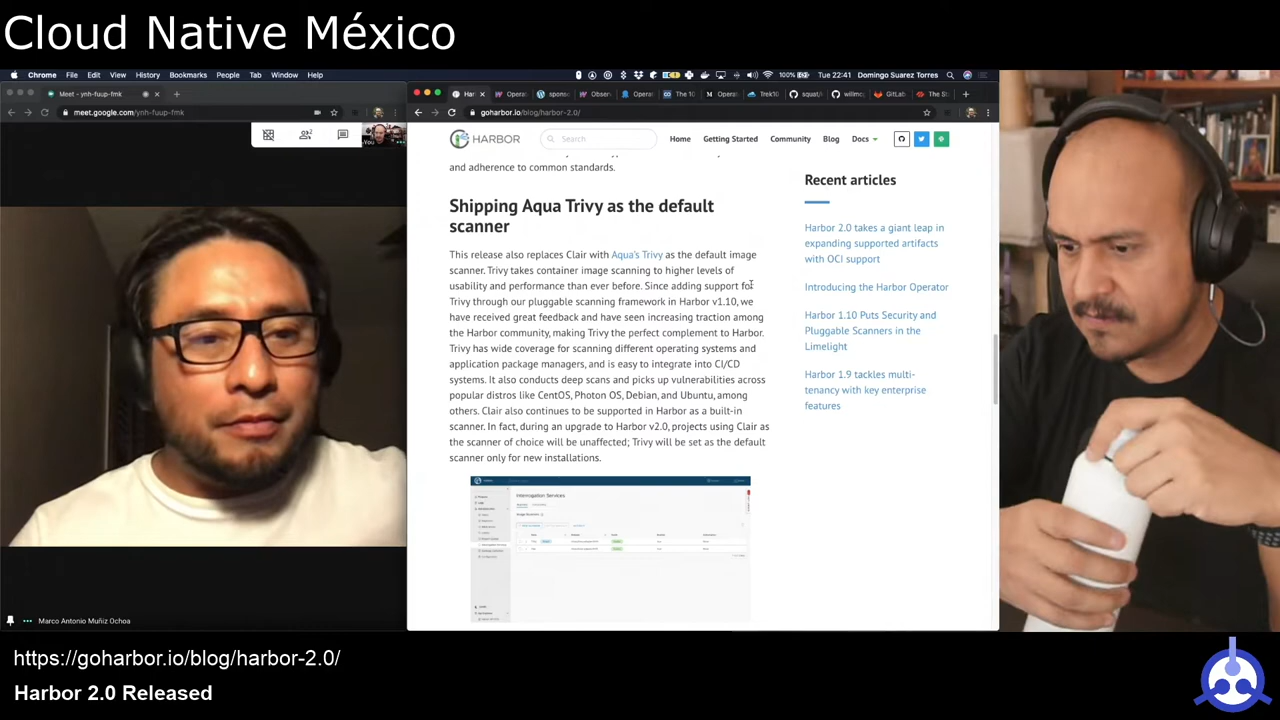 Cloud Native México
Chrome File Edit View History Bookmarks People Tab Window Help
100% Tue 22:41 Domingo Suarez Torres
Meet – ynh-fuup-fmk
meet.google.com/ynh-fuup-fmk
You
Marco Antonio Muñiz Ochoa
goharbor.io/blog/harbor-2.0/
HARBOR Search Home Getting Started Community Blog Docs
and adherence to common standards.
Shipping Aqua Trivy as the default
scanner
This release also replaces Clair with Aqua's Trivy as the default image
scanner. Trivy takes container image scanning to higher levels of
usability and performance than ever before. Since adding support for
Trivy through our pluggable scanning framework in Harbor v1.10, we
have received great feedback and have seen increasing traction among
the Harbor community, making Trivy the perfect complement to Harbor.
Trivy has wide coverage for scanning different operating systems and
application package managers, and is easy to integrate into CI/CD
systems. It also conducts deep scans and picks up vulnerabilities across
popular distros like CentOS, Photon OS, Debian, and Ubuntu, among
others. Clair also continues to be supported in Harbor as a built-in
scanner. In fact, during an upgrade to Harbor v2.0, projects using Clair as
the scanner of choice will be unaffected; Trivy will be set as the default
scanner only for new installations.
Interrogation Services
Recent articles
Harbor 2.0 takes a giant leap in
expanding supported artifacts
with OCI support
Introducing the Harbor Operator
Harbor 1.10 Puts Security and
Pluggable Scanners in the
Limelight
Harbor 1.9 tackles multi-
tenancy with key enterprise
features
https://goharbor.io/blog/harbor-2.0/
Harbor 2.0 Released